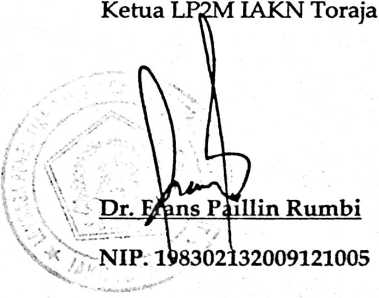 Ketua LP2M IAKN Toraja
Dr. Frans Paillin Rumbi
NIP. 198302132009121005